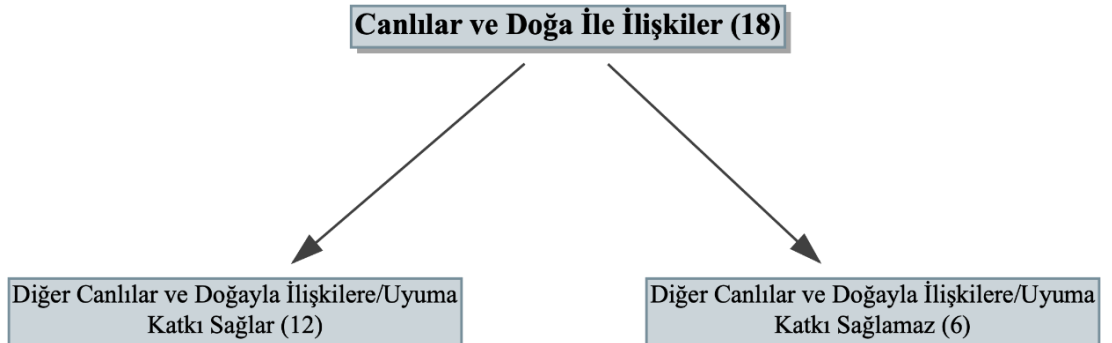 Canlılar ve Doğa İle İlişkiler (18)
Diğer Canlılar ve Doğayla İlişkilere/Uyuma
Katkı Sağlar (12)
Diğer Canlılar ve Doğayla İlişkilere/Uyuma
Katkı Sağlamaz (6)